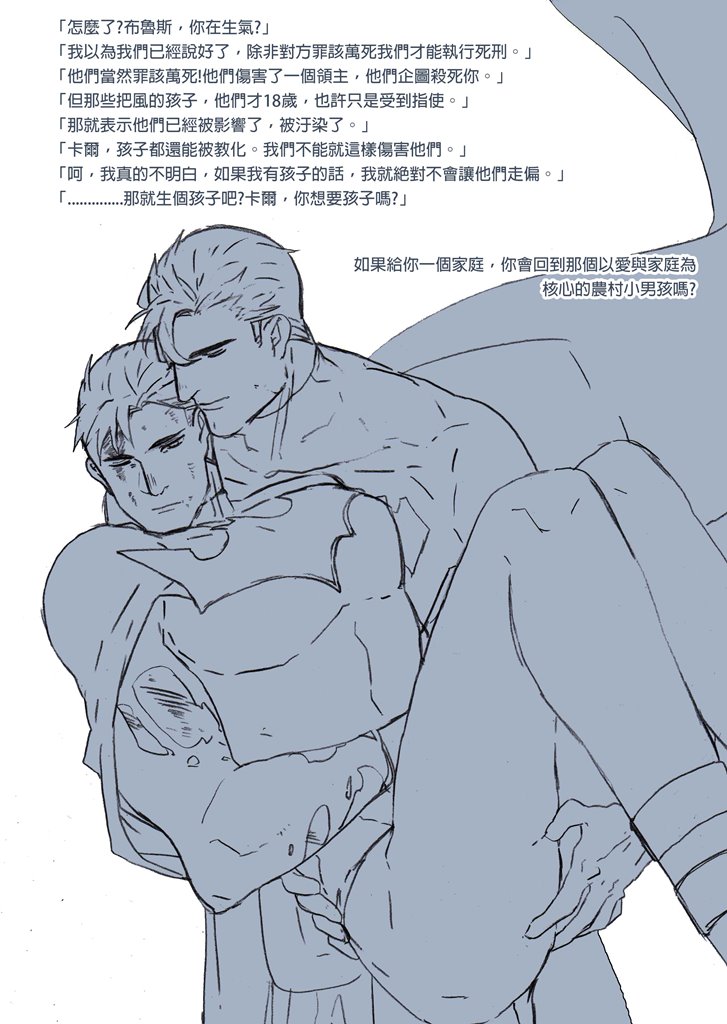 「怎麼了?布魯斯，你在生氣?」
「我以為我們已經說好了，除非對方罪該萬死我們才能執行死刑。」
「他們當然罪該萬死!他們傷害了一個領主，他們企圖殺死你。」
「但那些把風的孩子，他們才18歲，也許只是受到指使。」
「那就表示他們已經被影響了，被汙染了。」
「卡爾，孩子都還能被教化。我們不能就這樣傷害他們。」
「呵，我真的不明白，如果我有孩子的話，我就絕對不會讓他們走偏。」
「..............那就生個孩子吧?卡爾，你想要孩子嗎?」
如果給你一個家庭，你會回到那個以愛與家庭為
核心的農村小男孩嗎?